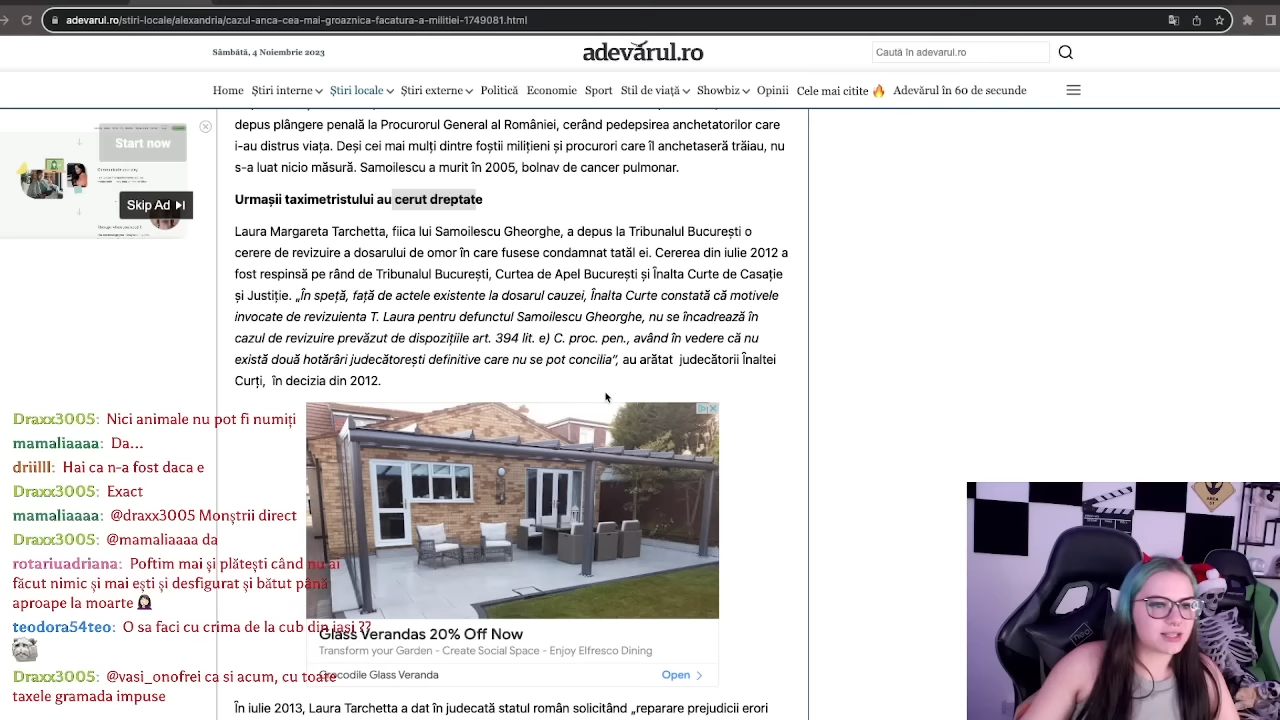 adevarul.ro/stiri-locale/alexandria/cea-mai-groaznica-facatura-a-militiei-1749081.html
Sâmbătă, 4 Noiembrie 2023
adevărul.ro
Caută în adevarul.ro
Home Știri interne Știri locale Știri externe Politică Economie Sport Stil de viață Showbiz Opinii Cele mai citite 🔥 Adevărul în 60 de secunde
depus plângere penală la Procurorul General al României, cerând pedepsirea anchetatorilor care
i-au distrus viața. Deși cei mai mulți dintre foștii milițieni și procurori care îl anchetaseră trăiau, nu
s-a luat nicio măsură. Samoilescu a murit în 2005, bolnav de cancer pulmonar.
Start now
Skip Ad
Urmașii taximetristului au cerut dreptate
Laura Margareta Tarchetta, fiica lui Samoilescu Gheorghe, a depus la Tribunalul București o
cerere de revizuire a dosarului de omor în care fusese condamnat tatăl ei. Cererea din iulie 2012 a
fost respinsă pe rând de Tribunalul București, Curtea de Apel București și Înalta Curte de Casație
și Justiție. „În speță, față de actele existente la dosarul cauzei, Înalta Curte constată că motivele
invocate de revizuienta T. Laura pentru defunctul Samoilescu Gheorghe, nu se încadrează în
cazul de revizuire prevăzut de dispozițiile art. 394 lit. e) C. proc. pen., având în vedere că nu
există două hotărâri judecătorești definitive care nu se pot concilia”, au arătat judecătorii Înaltei
Curți, în decizia din 2012.
Draxx3005: Nici animale nu pot fi numiți
mamaliaaaa: Da...
driilll: Hai ca n-a fost daca e
Draxx3005: Exact
mamaliaaaa: @draxx3005 Monștrii direct
Draxx3005: @mamaliaaaa da
rotariuadriana: Poftim mai și plătești când nu ai
făcut nimic și mai ești și desfigurat și bătut până
aproape la moarte 🤦🏻‍♀️
teodora54teo: O sa faci cu crima de la cub din iasi ??
Draxx3005: @vasi_onofrei ca si acum, cu toate
taxele gramada impuse
Glass Verandas 20% Off Now
Transform your Garden - Create Social Space - Enjoy Elfresco Dining
Crocodile Glass Veranda
Open
În iulie 2013, Laura Tarchetta a dat în judecată statul român solicitând „reparare prejudicii erori
AREA
51
neo